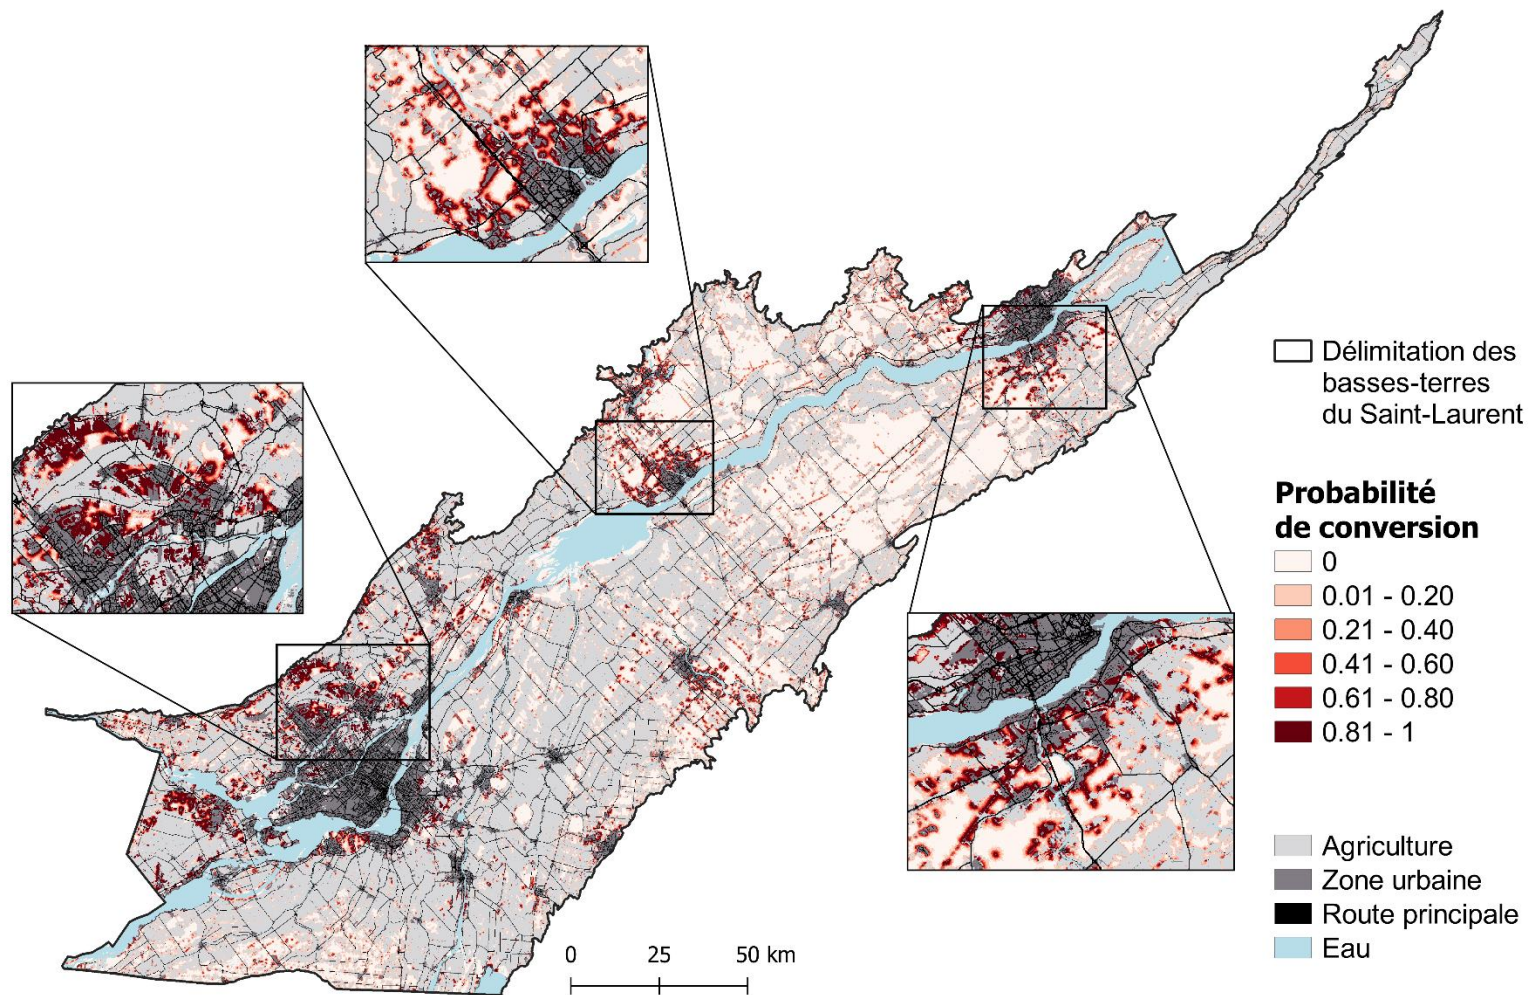 Délimitation des
basses-terres
du Saint-Laurent
Probabilité
de conversion
0
0.01 - 0.20
0.21 - 0.40
0.41 - 0.60
0.61 - 0.80
0.81 - 1
Agriculture
Zone urbaine
Route principale
Eau
0 25 50 km